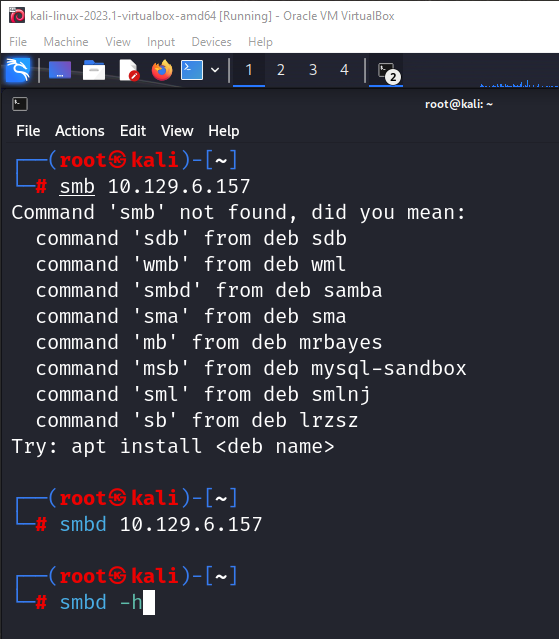 kali-linux-2023.1-virtualbox-amd64 [Running] - Oracle VM VirtualBox
File Machine View Input Devices Help
1 2 3 4 2
root@kali: ~
File Actions Edit View Help
┌──(root㉿kali)-[~]
└─# smb 10.129.6.157
Command 'smb' not found, did you mean:
  command 'sdb' from deb sdb
  command 'wmb' from deb wml
  command 'smbd' from deb samba
  command 'sma' from deb sma
  command 'mb' from deb mrbayes
  command 'msb' from deb mysql-sandbox
  command 'sml' from deb smlnj
  command 'sb' from deb lrzsz
Try: apt install <deb name>
┌──(root㉿kali)-[~]
└─# smbd 10.129.6.157
┌──(root㉿kali)-[~]
└─# smbd -h